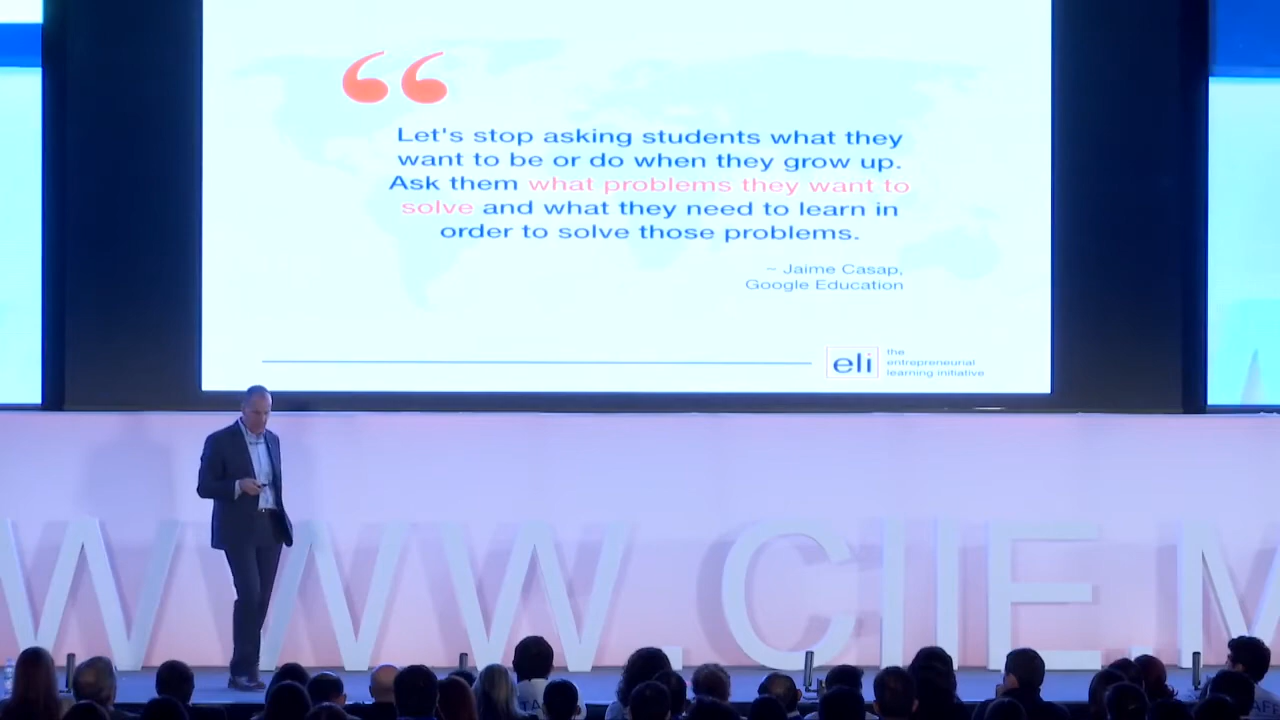 Let's stop asking students what they
want to be or do when they grow up.
Ask them what problems they want to
solve and what they need to learn in
order to solve those problems.
~ Jaime Casap,
Google Education
eli
the
entrepreneurial
learning initiative
WWW.CIIE.M